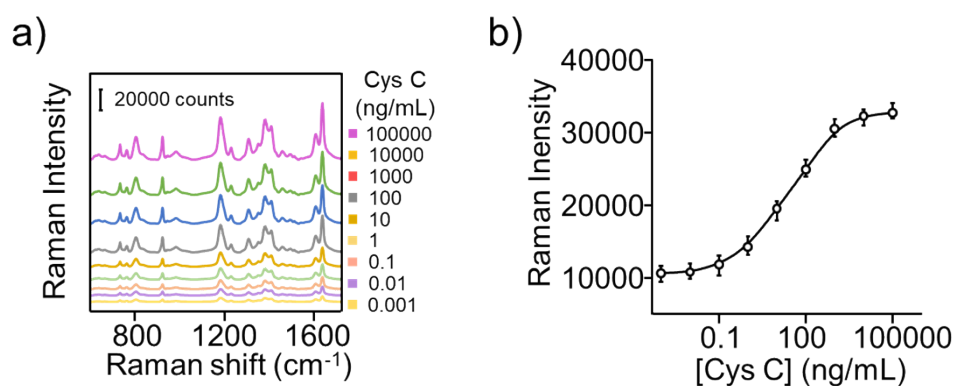 a)
20000 counts
Cys C
(ng/mL)
100000
10000
1000
100
10
1
0.1
0.01
0.001
Raman Intensity
800 1200 1600
Raman shift (cm-1)
b)
40000
30000
20000
10000
Raman Inensity
0.1 100 100000
[Cys C] (ng/mL)